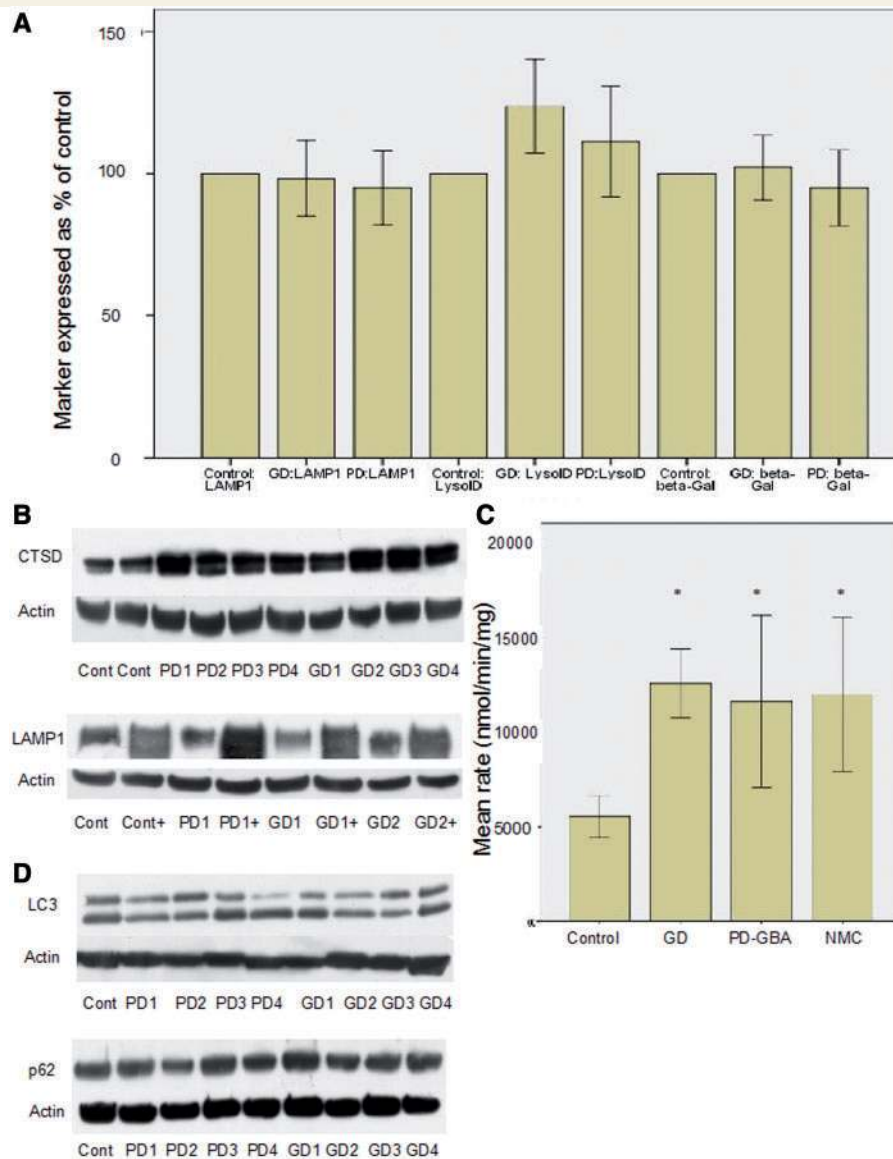 A
150
100
50
0
Marker expressed as % of control
Control: LAMP1
GD:LAMP1
PD:LAMP1
Control: LysoID
GD: LysoID
PD:LysoID
Control: beta-Gal
GD: beta-Gal
PD: beta-Gal
B
CTSD
Actin
Cont Cont PD1 PD2 PD3 PD4 GD1 GD2 GD3 GD4
LAMP1
Actin
Cont Cont+ PD1 PD1+ GD1 GD1+ GD2 GD2+
C
20000
15000
10000
5000
Mean rate (nmol/min/mg)
* * *
Control GD PD-GBA NMC
D
LC3
Actin
Cont PD1 PD2 PD3 PD4 GD1 GD2 GD3 GD4
p62
Actin
Cont PD1 PD2 PD3 PD4 GD1 GD2 GD3 GD4